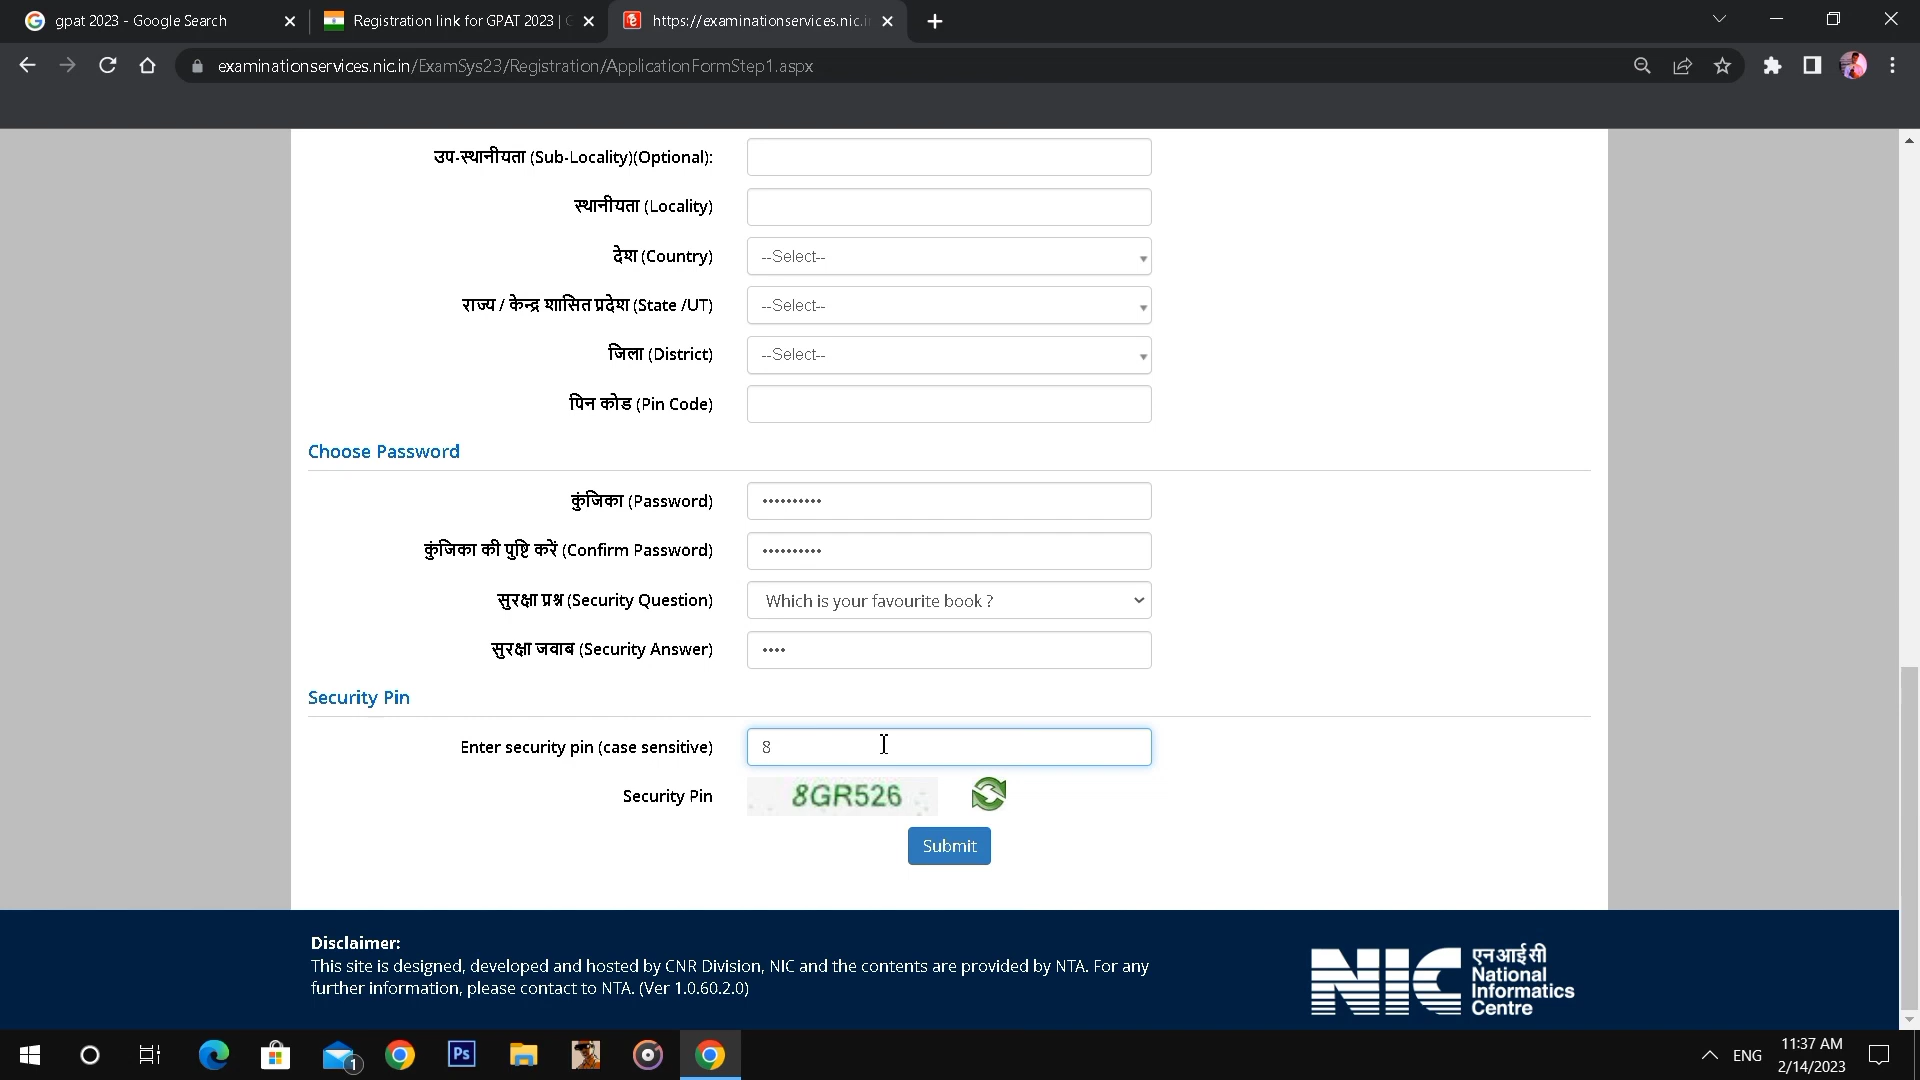 gpat 2023 - Google Search
Registration link for GPAT 2023 |
https://examinationservices.nic.i
examinationservices.nic.in/ExamSys23/Registration/ApplicationFormStep1.aspx
उप-स्थानीयता (Sub-Locality)(Optional):
स्थानीयता (Locality)
देश (Country)
--Select--
राज्य / केन्द्र शासित प्रदेश (State /UT)
--Select--
जिला (District)
--Select--
पिन कोड (Pin Code)
Choose Password
कुंजिका (Password)
कुंजिका की पुष्टि करें (Confirm Password)
सुरक्षा प्रश्न (Security Question)
Which is your favourite book ?
सुरक्षा जवाब (Security Answer)
Security Pin
Enter security pin (case sensitive)
8
Security Pin
8GR526
Submit
Disclaimer:
This site is designed, developed and hosted by CNR Division, NIC and the contents are provided by NTA. For any
further information, please contact to NTA. (Ver 1.0.60.2.0)
NIC
एनआईसी
National
Informatics
Centre
1
Ps
ENG
11:37 AM
2/14/2023